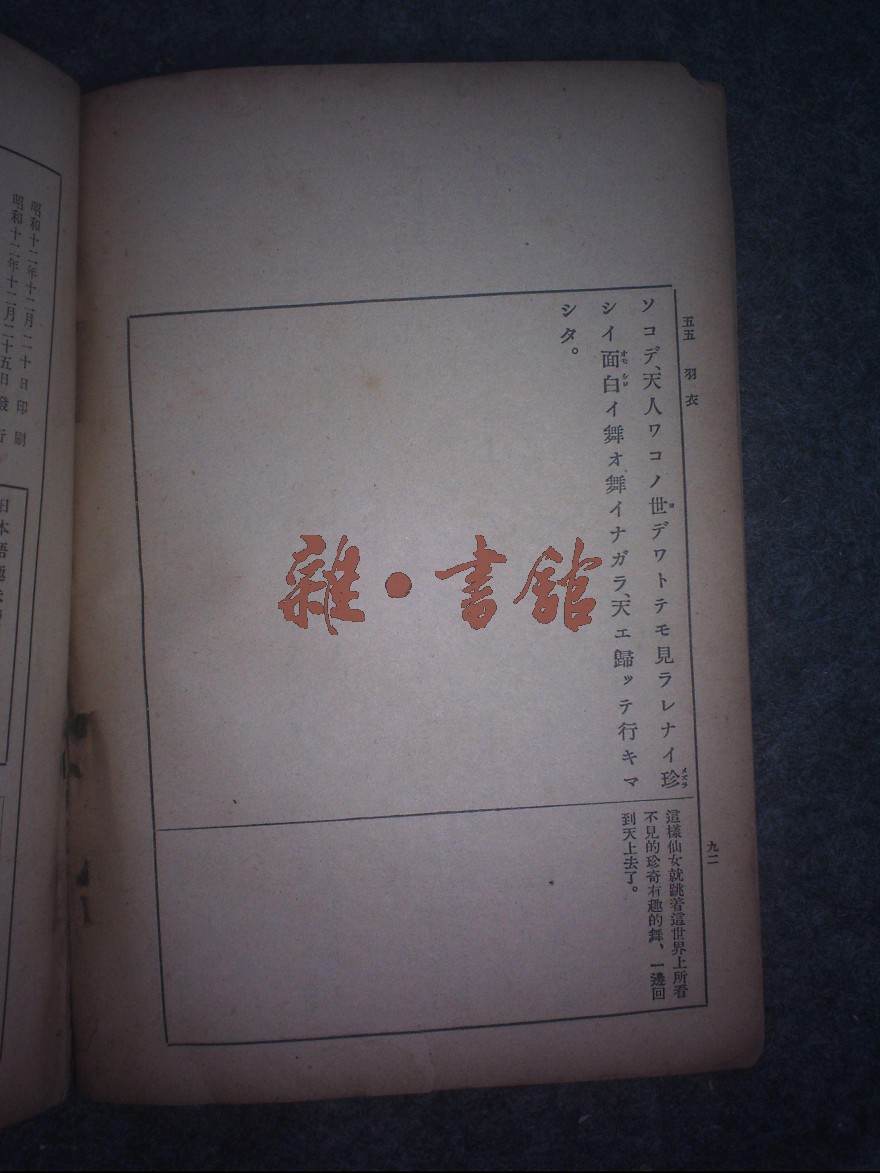 五五 羽衣
ソコデ、天人ワコノ世デワトテモ見ラレナイ珍
シイ面白イ舞オ舞イナガラ、天エ歸ッテ行キマ
シタ。
九二
這樣仙女就跳着這世界上所看
不見的珍奇有趣的舞、一邊回
到天上去了。
雜・書館
昭和十二年十二月二十日印刷
昭和十二年十二月二十五日發行